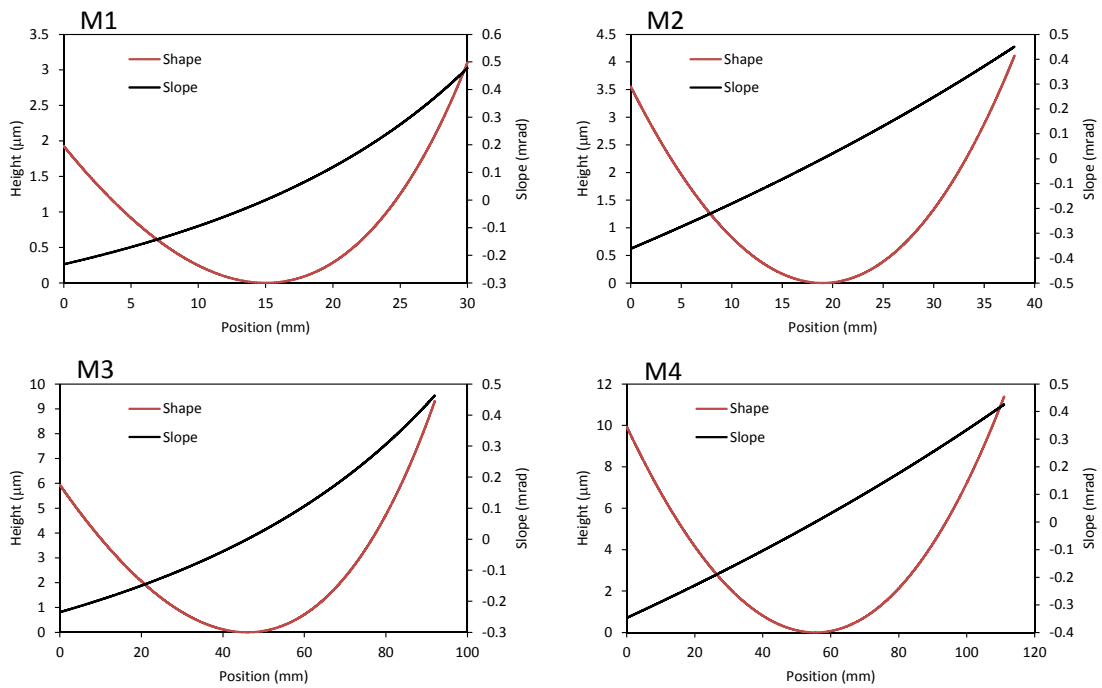 M1
3.5
3
2.5
2
1.5
1
0.5
0
0.6
0.5
0.4
0.3
0.2
0.1
0
-0.1
-0.2
-0.3
0 5 10 15 20 25 30
Height (µm)
Slope (mrad)
Position (mm)
Shape
Slope
M2
4.5
4
3.5
3
2.5
2
1.5
1
0.5
0
0.5
0.4
0.3
0.2
0.1
0
-0.1
-0.2
-0.3
-0.4
-0.5
0 5 10 15 20 25 30 35 40
Height (µm)
Slope (mrad)
Position (mm)
Shape
Slope
M3
10
9
8
7
6
5
4
3
2
1
0
0.5
0.4
0.3
0.2
0.1
0
-0.1
-0.2
-0.3
0 20 40 60 80 100
Height (µm)
Slope (mrad)
Position (mm)
Shape
Slope
M4
12
10
8
6
4
2
0
0.5
0.4
0.3
0.2
0.1
0
-0.1
-0.2
-0.3
-0.4
0 20 40 60 80 100 120
Height (µm)
Slope (mrad)
Position (mm)
Shape
Slope